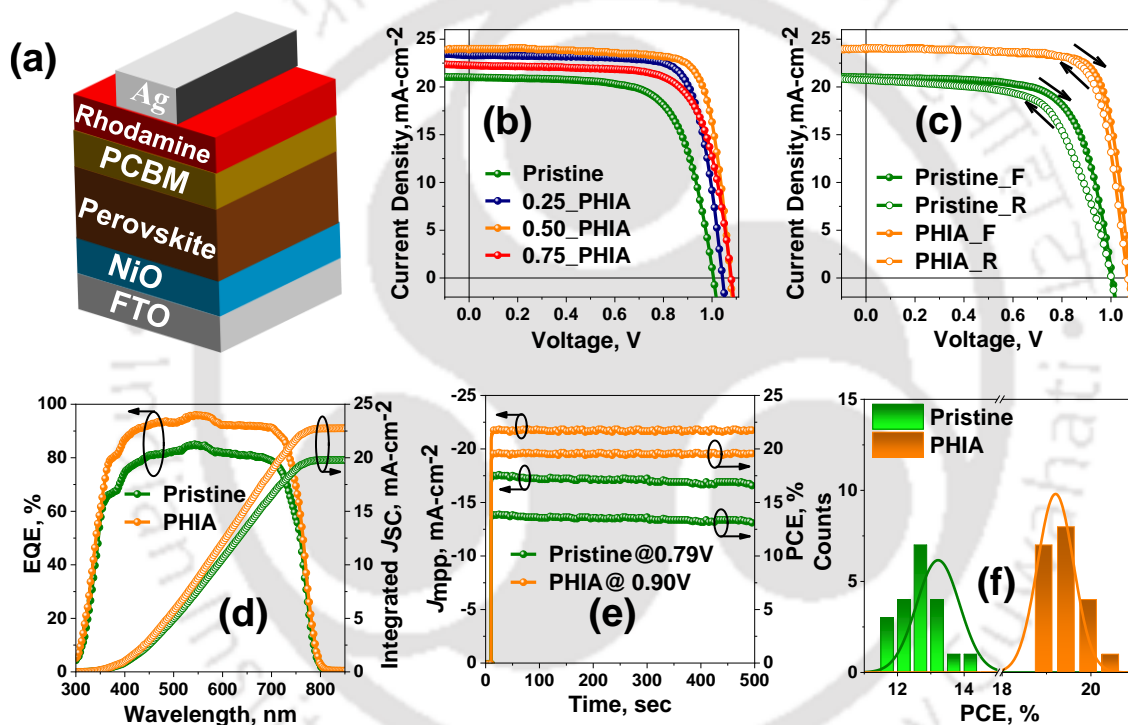 (a)
Ag
Rhodamine
PCBM
Perovskite
NiO
FTO
Current Density,mA-cm-2
25
20
15
10
5
0
0.0 0.2 0.4 0.6 0.8 1.0
Voltage, V
(b)
Pristine
0.25_PHIA
0.50_PHIA
0.75_PHIA
Current Density,mA-cm-2
25
20
15
10
5
0
0.0 0.2 0.4 0.6 0.8 1.0
Voltage, V
(c)
Pristine_F
Pristine_R
PHIA_F
PHIA_R
EQE, %
100
80
60
40
20
0
300 400 500 600 700 800
Wavelength, nm
Pristine
PHIA
(d)
25
20
15
10
5
0
Integrated JSC, mA-cm-2
Jmpp, mA-cm-2
-25
-20
-15
-10
-5
0
0 100 200 300 400 500
Time, sec
Pristine@0.79V
PHIA@ 0.90V
(e)
25
20
15
10
5
0
PCE, %
Counts
15
10
5
0
Pristine
PHIA
(f)
12 14 18 20
PCE, %